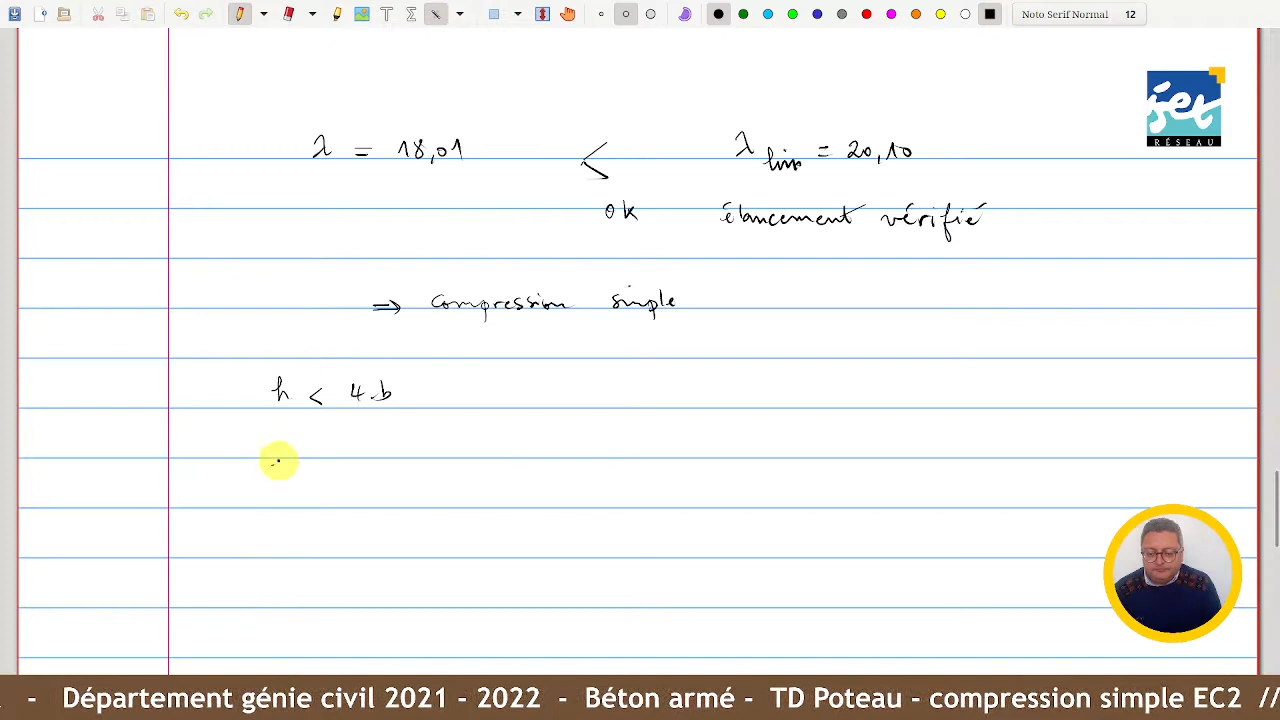 Noto Serif Normal 12
iset
RÉSEAU
λ = 18,01 < λ lim = 20,10
ok élancement vérifié
⇒ compression simple
h < 4.b
- Département génie civil 2021 - 2022 - Béton armé - TD Poteau - compression simple EC2 //